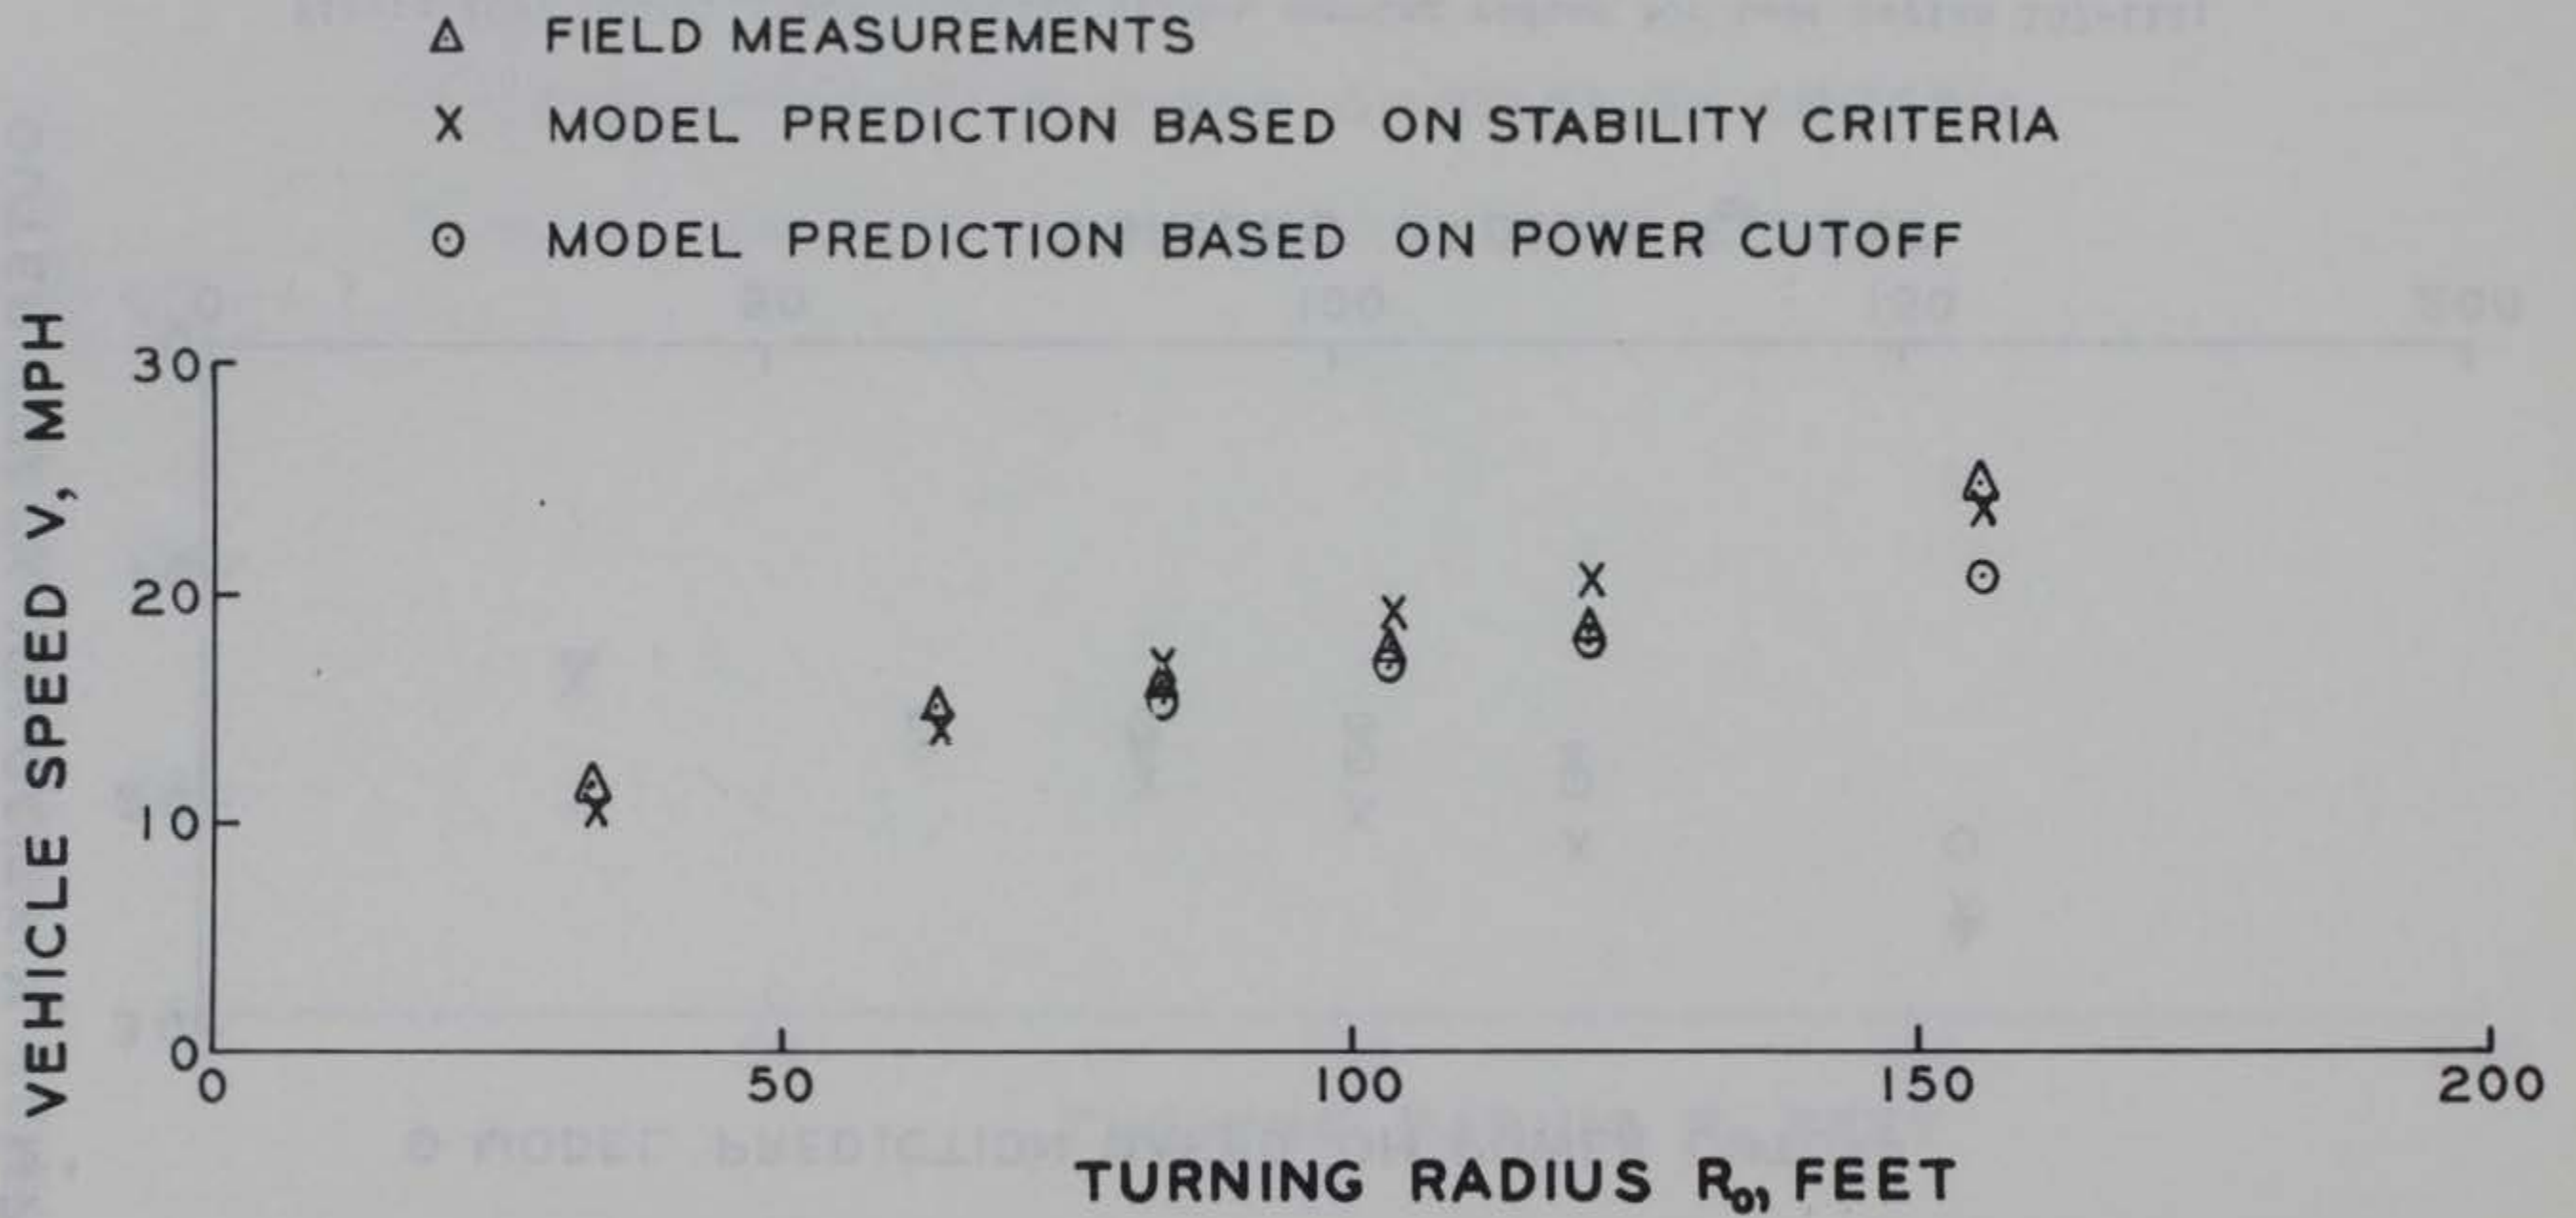 △ FIELD MEASUREMENTS
X MODEL PREDICTION BASED ON STABILITY CRITERIA
⊙ MODEL PREDICTION BASED ON POWER CUTOFF
VEHICLE SPEED V, MPH
30
20
10
0
0 50 100 150 200
TURNING RADIUS R₀, FEET